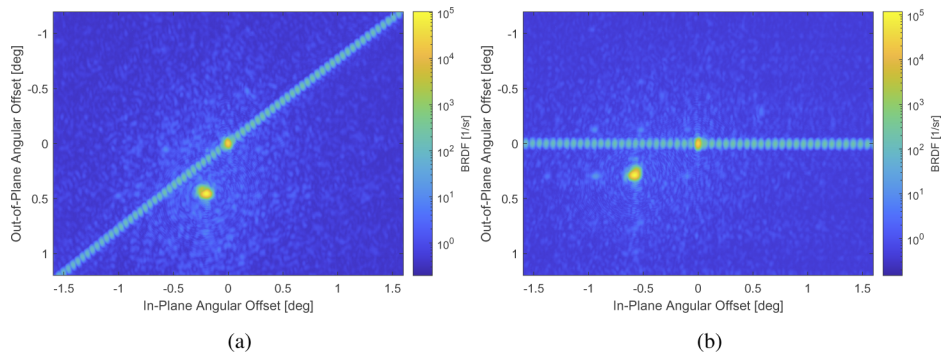 -1
-0.5
0
0.5
1
Out-of-Plane Angular Offset [deg]
-1.5 -1 -0.5 0 0.5 1 1.5
In-Plane Angular Offset [deg]
10^5
10^4
10^3
10^2
10^1
10^0
BRDF [1/sr]
(a)
-1
-0.5
0
0.5
1
Out-of-Plane Angular Offset [deg]
-1.5 -1 -0.5 0 0.5 1 1.5
In-Plane Angular Offset [deg]
10^5
10^4
10^3
10^2
10^1
10^0
BRDF [1/sr]
(b)